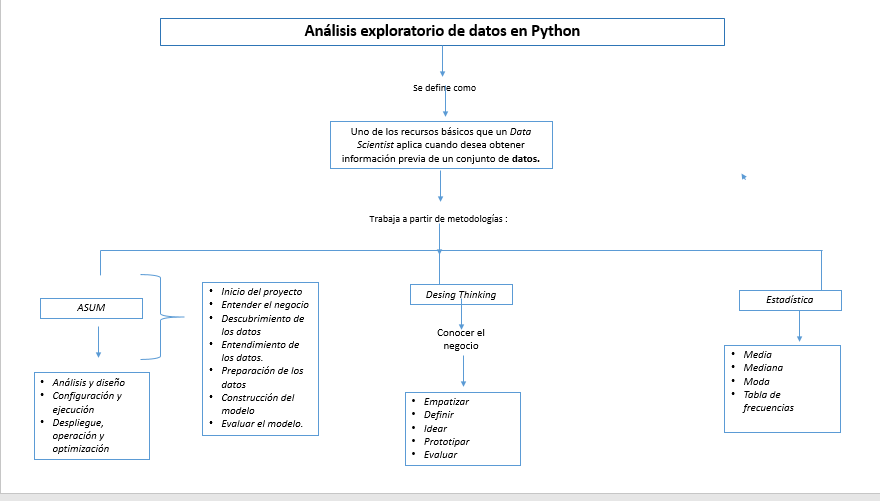 Análisis exploratorio de datos en Python
Se define como
Uno de los recursos básicos que un Data
Scientist aplica cuando desea obtener
información previa de un conjunto de datos.
Trabaja a partir de metodologías :
ASUM
• Análisis y diseño
• Configuración y
ejecución
• Despliegue,
operación y
optimización
• Inicio del proyecto
• Entender el negocio
• Descubrimiento de
los datos
• Entendimiento de
los datos.
• Preparación de los
datos
• Construcción del
modelo
• Evaluar el modelo.
Desing Thinking
Conocer el
negocio
• Empatizar
• Definir
• Idear
• Prototipar
• Evaluar
Estadística
• Media
• Mediana
• Moda
• Tabla de
frecuencias